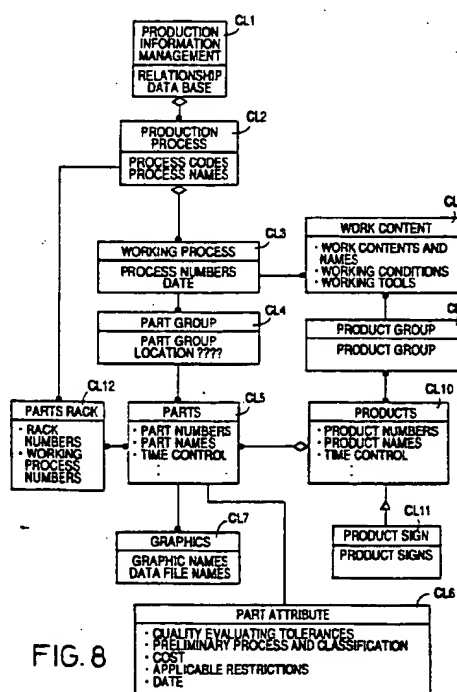 CL1
PRODUCTION
INFORMATION
MANAGEMENT
RELATIONSHIP
DATA BASE
CL2
PRODUCTION
PROCESS
PROCESS CODES
PROCESS NAMES
CL3
WORKING PROCESS
PROCESS NUMBERS
DATE
CL
WORK CONTENT
· WORK CONTENTS AND
NAMES
· WORKING CONDITIONS
· WORKING TOOLS
CL4
PART GROUP
PART GROUP
LOCATION ????
CL
PRODUCT GROUP
PRODUCT GROUP
CL12
PARTS RACK
· RACK
NUMBERS
· WORKING
PROCESS
NUMBERS
CL5
PARTS
· PART NUMBERS
· PART NAMES
· TIME CONTROL
:
CL10
PRODUCTS
· PRODUCT NUMBERS
· PRODUCT NAMES
· TIME CONTROL
:
CL7
GRAPHICS
GRAPHIC NAMES
DATA FILE NAMES
CL11
PRODUCT SIGN
PRODUCT SIGNS
CL6
PART ATTRIBUTE
· QUALITY EVALUATING TOLERANCES
· PRELIMINARY PROCESS AND CLASSIFICATION
· COST
· APPLICABLE RESTRICTIONS
· DATE
FIG. 8